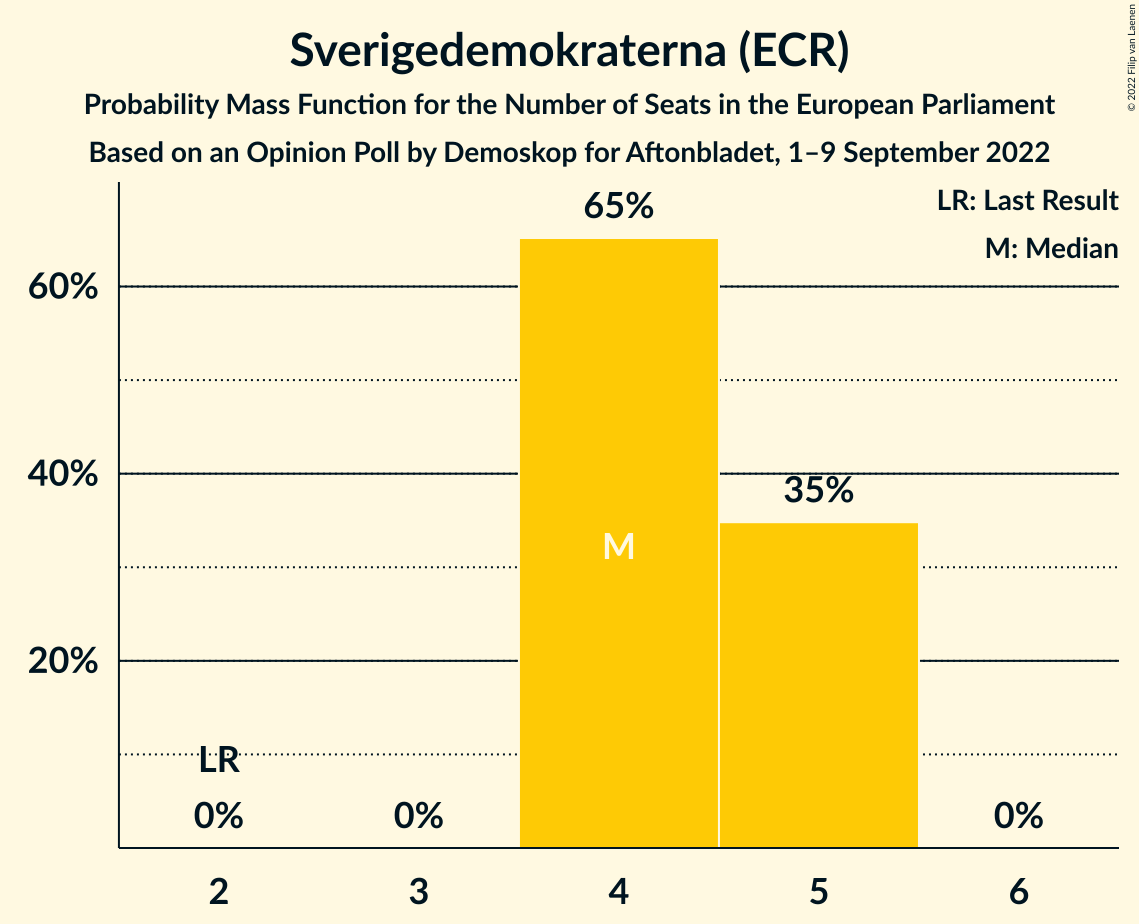 Sverigedemokraterna (ECR)
Probability Mass Function for the Number of Seats in the European Parliament
Based on an Opinion Poll by Demoskop for Aftonbladet, 1–9 September 2022
© 2022 Filip van Laenen
LR: Last Result
M: Median
65%
60%
40%
35%
M
20%
LR
0%
0%
0%
2
3
4
5
6